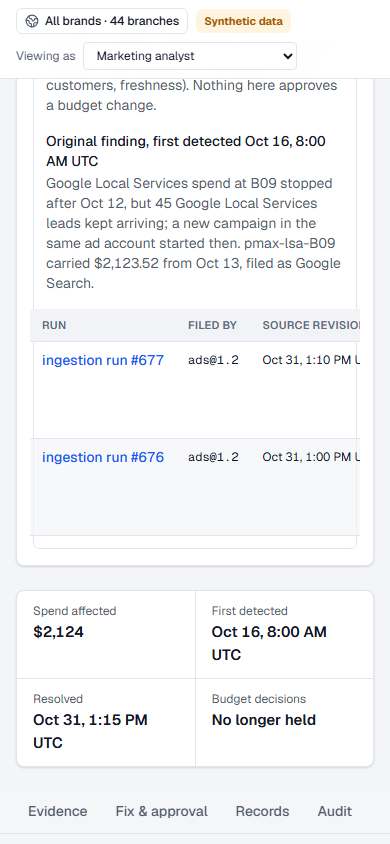 All brands · 44 branches
Synthetic data
Viewing as
Marketing analyst
customers, freshness). Nothing here approves
a budget change.
Original finding, first detected Oct 16, 8:00
AM UTC
Google Local Services spend at B09 stopped
after Oct 12, but 45 Google Local Services
leads kept arriving; a new campaign in the
same ad account started then. pmax-lsa-B09
carried $2,123.52 from Oct 13, filed as Google
Search.
RUN FILED BY SOURCE REVISIO
ingestion run #677 ads@1.2 Oct 31, 1:10 PM U
ingestion run #676 ads@1.2 Oct 31, 1:00 PM U
Spend affected
$2,124
First detected
Oct 16, 8:00 AM
UTC
Resolved
Oct 31, 1:15 PM
UTC
Budget decisions
No longer held
Evidence Fix & approval Records Audit